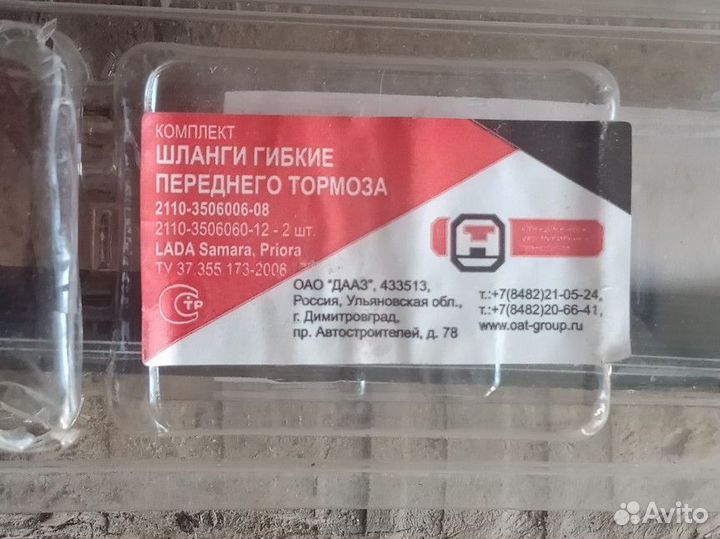 КОМПЛЕКТ
ШЛАНГИ ГИБКИЕ
ПЕРЕДНЕГО ТОРМОЗА
2110-3506006-08
2110-3506060-12 - 2 шт.
LADA Samara, Priora
ТУ 37.355 173-2008
СТР
ОАО "ДААЗ", 433513,
Россия, Ульяновская обл.,
г. Димитровград,
пр. Автостроителей, д. 78
т.:+7(8482)21-05-24,
т.:+7(8482)20-66-41,
www.oat-group.ru
Avito